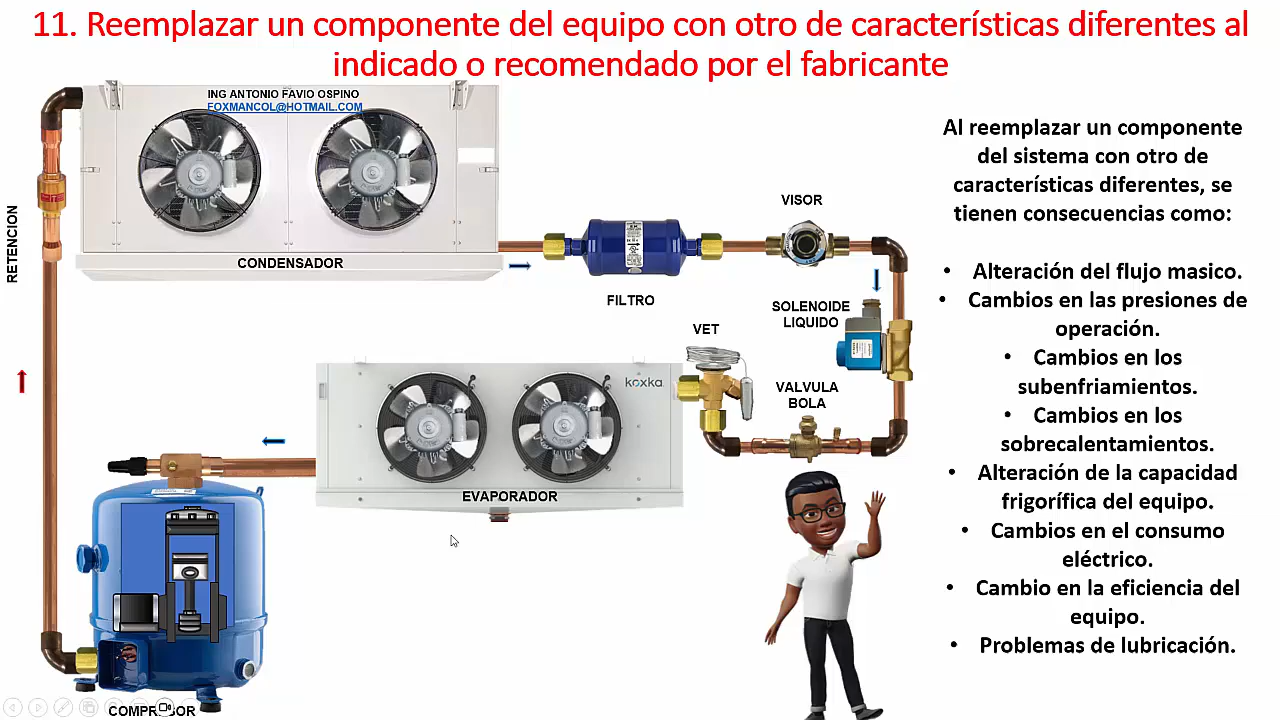 11. Reemplazar un componente del equipo con otro de características diferentes al
indicado o recomendado por el fabricante
ING ANTONIO FAVIO OSPINO
FOXMANCOL@HOTMAIL.COM
RETENCION
CONDENSADOR
FILTRO
VISOR
SOLENOIDE
LIQUIDO
VET
VALVULA
BOLA
koxka
EVAPORADOR
COMPRESOR
Al reemplazar un componente
del sistema con otro de
características diferentes, se
tienen consecuencias como:
• Alteración del flujo masico.
• Cambios en las presiones de
operación.
• Cambios en los
subenfriamientos.
• Cambios en los
sobrecalentamientos.
• Alteración de la capacidad
frigorífica del equipo.
• Cambios en el consumo
eléctrico.
• Cambio en la eficiencia del
equipo.
• Problemas de lubricación.